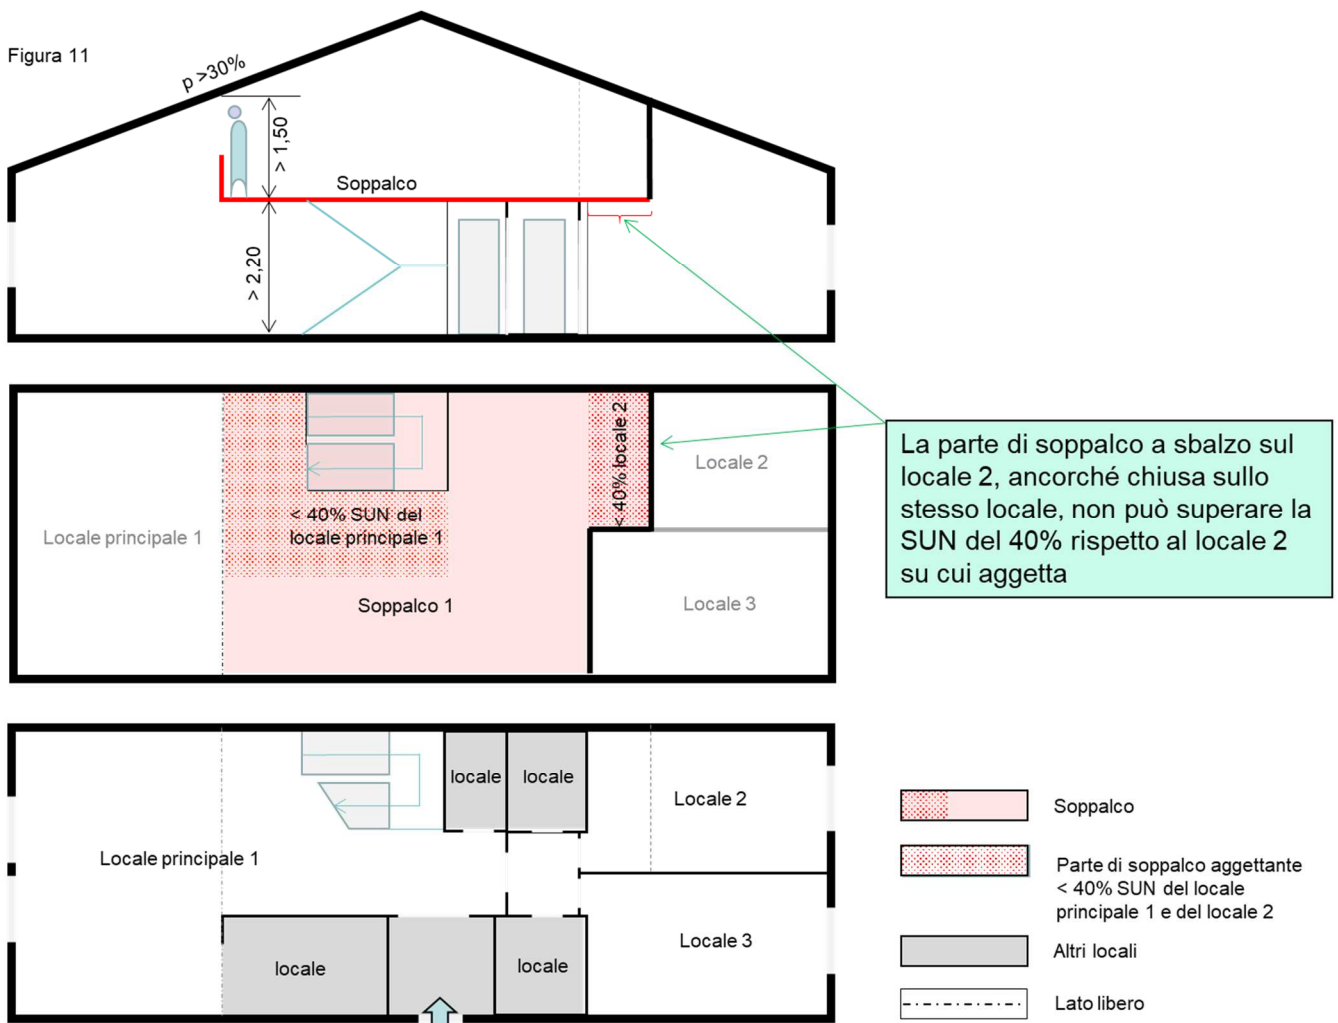 Figura 11
p >30%
> 1,50
Soppalco
> 2,20
Locale principale 1
< 40% SUN del
locale principale 1
Soppalco 1
< 40% locale 2
Locale 2
Locale 3
La parte di soppalco a sbalzo sul
locale 2, ancorché chiusa sullo
stesso locale, non può superare la
SUN del 40% rispetto al locale 2
su cui aggetta
locale
locale
Locale 2
Locale principale 1
Locale 3
locale
locale
Soppalco
Parte di soppalco aggettante
< 40% SUN del locale
principale 1 e del locale 2
Altri locali
Lato libero